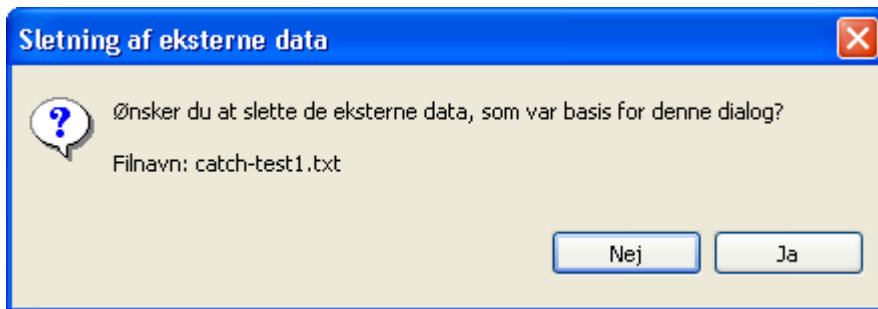 Sletning af eksterne data
Ønsker du at slette de eksterne data, som var basis for denne dialog?
Filnavn: catch-test1.txt
Nej Ja